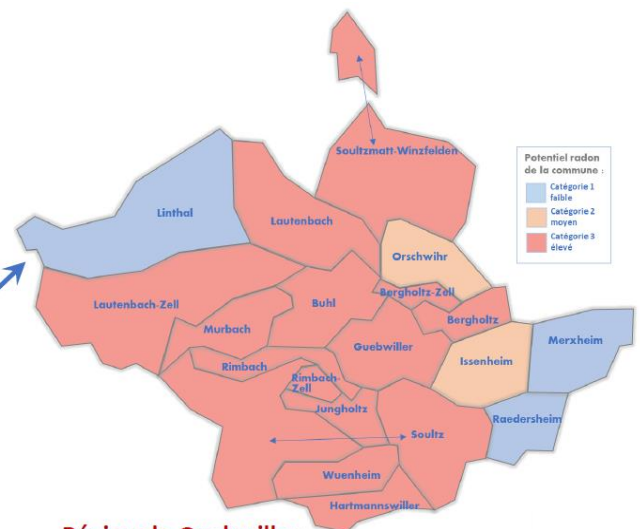 Soultzmatt-Winzfelden
Potentiel radon
de la commune :
Catégorie 1
faible
Catégorie 2
moyen
Catégorie 3
élevé
Linthal
Lautenbach
Orschwihr
Lautenbach-Zell
Buhl
Bergholtz-Zell
Murbach
Bergholtz
Guebwiller
Merxheim
Rimbach
Issenheim
Rimbach-
Zell
Jungholtz
Raedersheim
Soultz
Wuenheim
Hartmannswiller